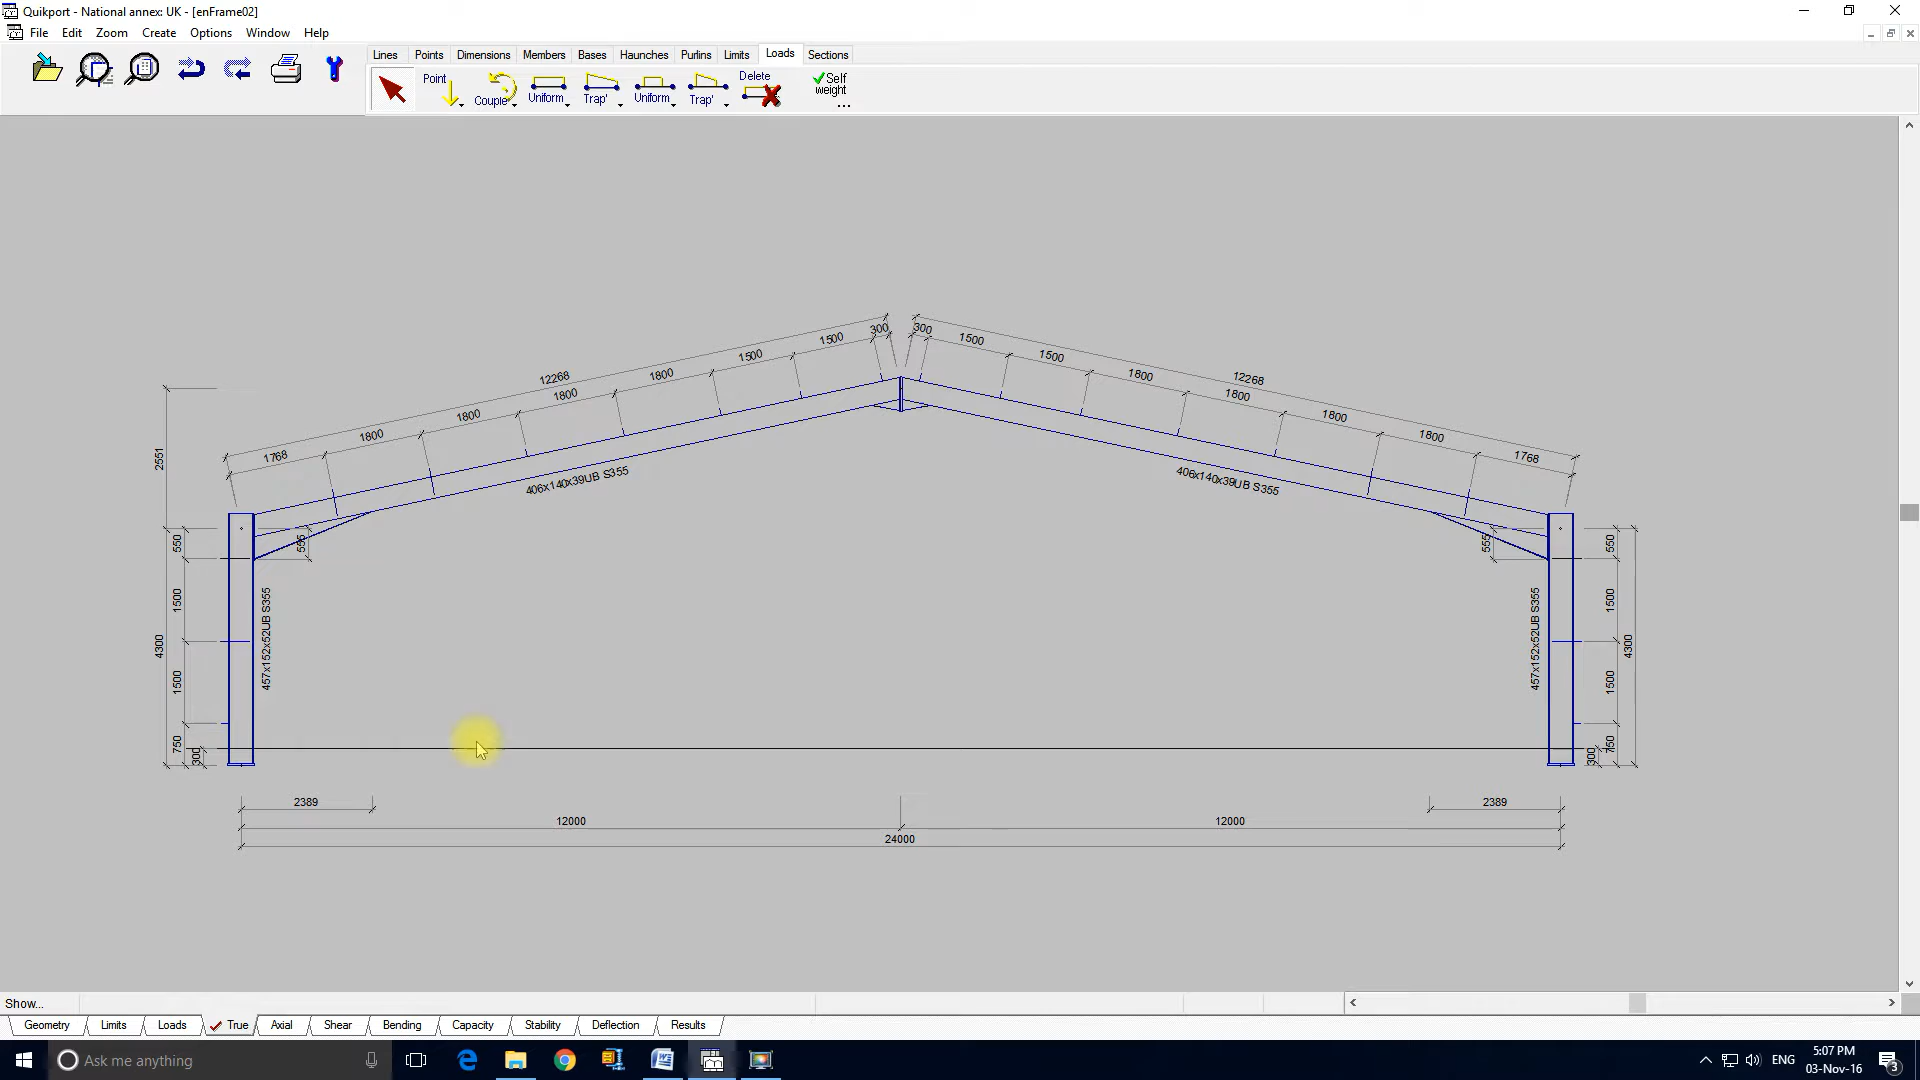 Quikport - National annex: UK - [enFrame02]
File Edit Zoom Create Options Window Help
Lines Points Dimensions Members Bases Haunches Purlins Limits Loads Sections
Point Couple Uniform Trap' Uniform Trap' Delete Self weight ...
300 300
1500 1500
1500 1500
12268 1800 1800 12268
1800 1800
1800 1800
1800 1800
1768 1768
2551
406x140x39UB S355 406x140x39UB S355
550 555 555 550
1500 457x152x52UB S355 457x152x52UB S355 1500
4300 4300
1500 1500
750 300 300 750
2389 2389
12000 12000
24000
Show...
Geometry Limits Loads True Axial Shear Bending Capacity Stability Deflection Results
Ask me anything
ENG
5:07 PM
03-Nov-16
3